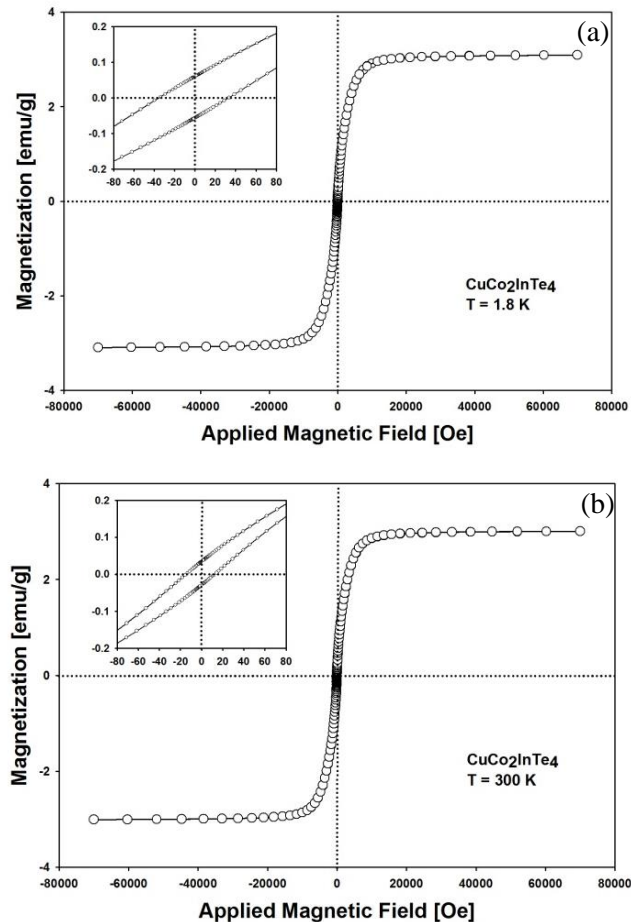 (a)
Magnetization [emu/g]
4
2
0
-2
-4
0.2
0.1
0.0
-0.1
-0.2
-80 -60 -40 -20 0 20 40 60 80
CuCo2InTe4
T = 1.8 K
-80000 -60000 -40000 -20000 0 20000 40000 60000 80000
Applied Magnetic Field [Oe]
(b)
Magnetization [emu/g]
4
2
0
-2
-4
0.2
0.1
0.0
-0.1
-0.2
-80 -60 -40 -20 0 20 40 60 80
CuCo2InTe4
T = 300 K
-80000 -60000 -40000 -20000 0 20000 40000 60000 80000
Applied Magnetic Field [Oe]